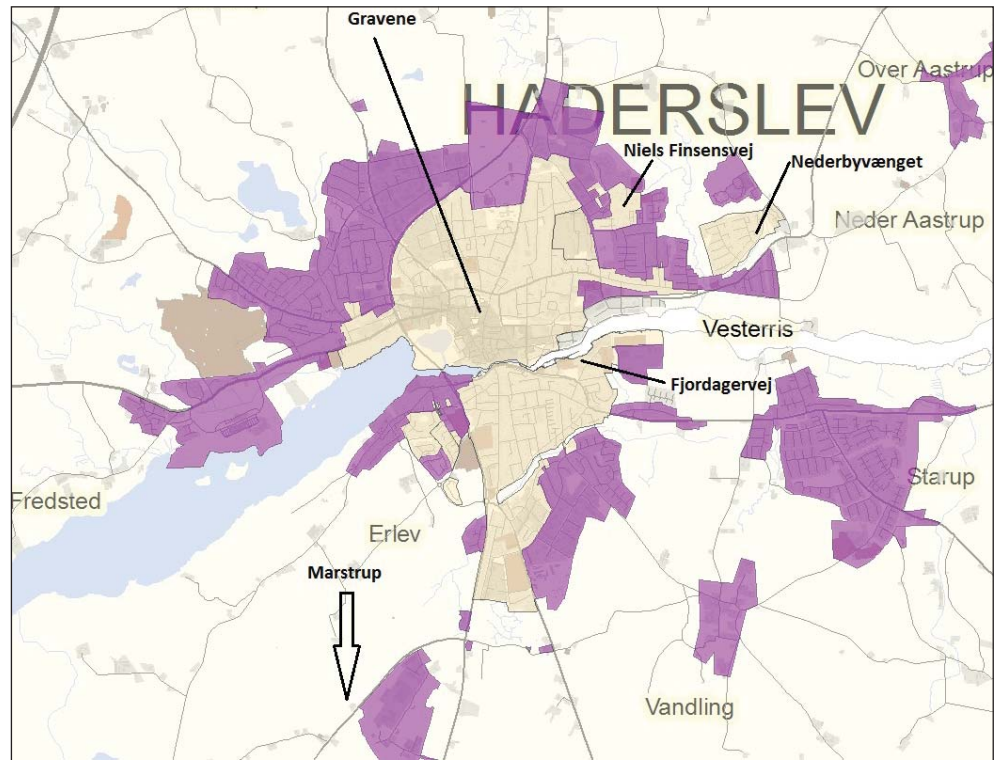 Gravene
Over Aastrup
HADERSLEV
Niels Finsensvej
Nederbyvænget
Neder Aastrup
Vesterris
Fjordagervej
Starup
Fredsted
Erlev
Marstrup
Vandling